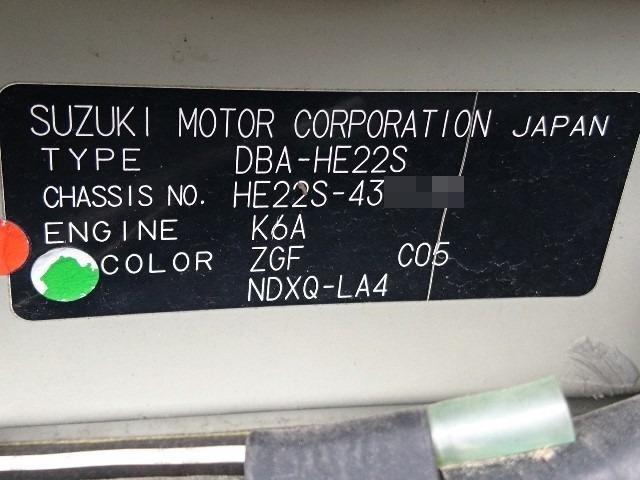 SUZUKI MOTOR CORPORATION JAPAN
TYPE DBA-HE22S
CHASSIS NO. HE22S-43
ENGINE K6A
COLOR ZGF C05
NDXQ-LA4